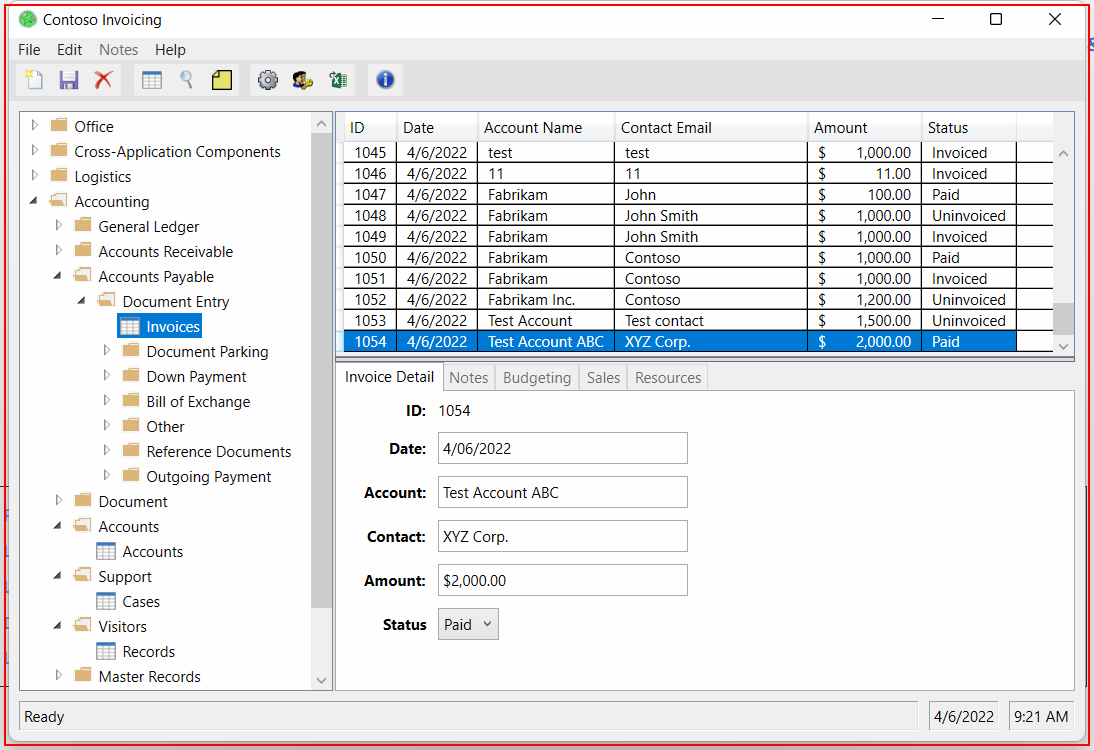 Contoso Invoicing
File Edit Notes Help
Office
Cross-Application Components
Logistics
Accounting
General Ledger
Accounts Receivable
Accounts Payable
Document Entry
Invoices
Document Parking
Down Payment
Bill of Exchange
Other
Reference Documents
Outgoing Payment
Document
Accounts
Accounts
Support
Cases
Visitors
Records
Master Records
ID Date Account Name Contact Email Amount Status
1045 4/6/2022 test test $ 1,000.00 Invoiced
1046 4/6/2022 11 11 $ 11.00 Invoiced
1047 4/6/2022 Fabrikam John $ 100.00 Paid
1048 4/6/2022 Fabrikam John Smith $ 1,000.00 Uninvoiced
1049 4/6/2022 Fabrikam John Smith $ 1,000.00 Invoiced
1050 4/6/2022 Fabrikam Contoso $ 1,000.00 Paid
1051 4/6/2022 Fabrikam Contoso $ 1,000.00 Invoiced
1052 4/6/2022 Fabrikam Inc. Contoso $ 1,200.00 Uninvoiced
1053 4/6/2022 Test Account Test contact $ 1,500.00 Uninvoiced
1054 4/6/2022 Test Account ABC XYZ Corp. $ 2,000.00 Paid
Invoice Detail Notes Budgeting Sales Resources
ID: 1054
Date: 4/06/2022
Account: Test Account ABC
Contact: XYZ Corp.
Amount: $2,000.00
Status Paid
Ready 4/6/2022 9:21 AM